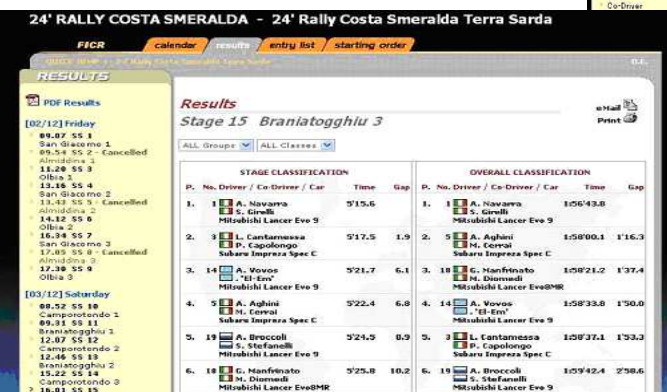 Co-Driver
24' RALLY COSTA SMERALDA - 24' Rally Costa Smeralda Terra Sarda
FICR calendar results entry list starting order
RESULTS
PDF Results
[02/12] Friday
09.07 SS 1
San Giacomo 1
09.54 SS 2 - Cancelled
Almiddina 1
11.20 SS 3
Olbia 1
13.16 SS 4
San Giacomo 2
13.43 SS 5 - Cancelled
Almiddina 2
14.12 SS 6
Olbia 2
16.34 SS 7
San Giacomo 3
17.05 SS 8 - Cancelled
Almiddina 3
17.30 SS 9
Olbia 3
[03/12] Saturday
08.52 SS 10
Camporotondo 1
09.31 SS 11
Braniatogghiu 1
12.07 SS 12
Camporotondo 2
12.46 SS 13
Braniatogghiu 2
15.22 SS 14
Camporotondo 3
16.01 SS 15
Results
Stage 15 Braniatogghiu 3
eMail
Print
ALL Groups ALL Classes
STAGE CLASSIFICATION
P. No. Driver / Co-Driver / Car Time Gap
1. 1 A. Navarra 5'15.6
S. Girelli
Mitsubishi Lancer Evo 9
2. 3 L. Cantamessa 5'17.5 1.9
P. Capolongo
Subaru Impreza Spec C
3. 14 A. Vovos 5'21.7 6.1
"El-Em"
Mitsubishi Lancer Evo 9
4. 5 A. Aghini 5'22.4 6.8
M. Cerrai
Subaru Impreza Spec C
5. 19 A. Broccoli 5'24.5 8.9
S. Stefanelli
Mitsubishi Lancer Evo 9
6. 18 G. Manfrinato 5'25.8 10.2
M. Diomedi
Mitsubishi Lancer Evo8MR
OVERALL CLASSIFICATION
P. No. Driver / Co-Driver / Car Time Gap
1. 1 A. Navarra 1:56'43.8
S. Girelli
Mitsubishi Lancer Evo 9
2. 5 A. Aghini 1:58'00.1 1'16.3
M. Cerrai
Subaru Impreza Spec C
3. 18 G. Manfrinato 1:58'21.2 1'37.4
M. Diomedi
Mitsubishi Lancer Evo8MR
4. 14 A. Vovos 1:58'33.8 1'50.0
"El-Em"
Mitsubishi Lancer Evo 9
5. 3 L. Cantamessa 1:58'37.1 1'53.3
P. Capolongo
Subaru Impreza Spec C
6. 19 A. Broccoli 1:59'42.4 2'58.6
S. Stefanelli
Mitsubishi Lancer Evo 9